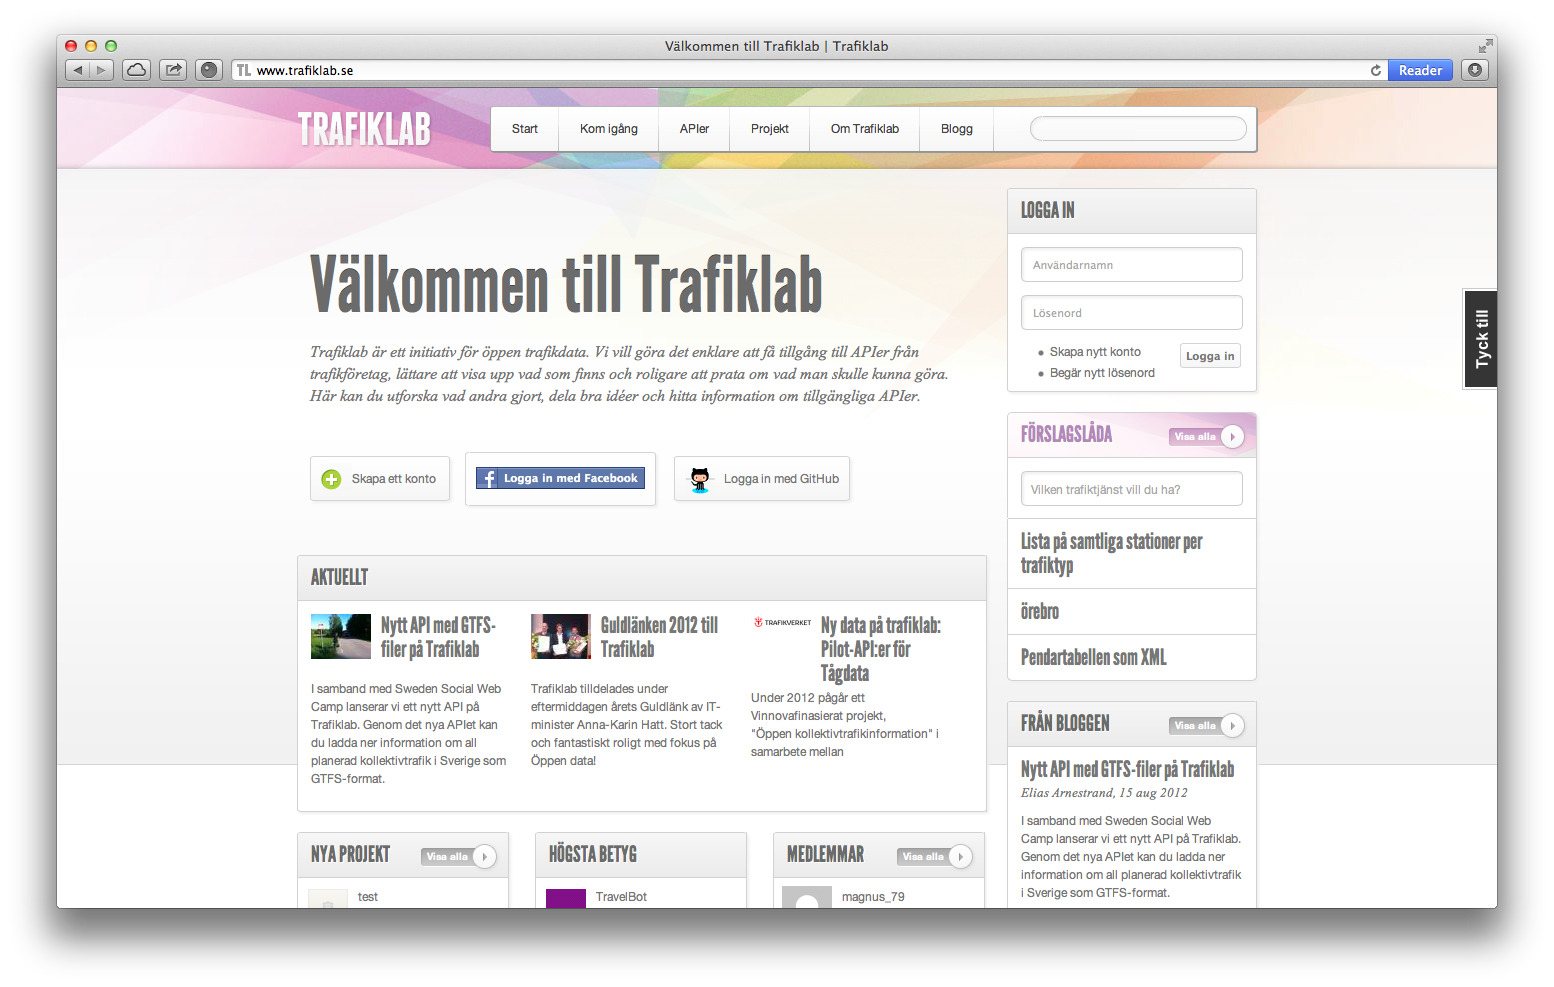 Välkommen till Trafiklab | Trafiklab
TL www.trafiklab.se
Reader
TRAFIKLAB
Start
Kom igång
APIer
Projekt
Om Trafiklab
Blogg
Välkommen till Trafiklab
Trafiklab är ett initiativ för öppen trafikdata. Vi vill göra det enklare att få tillgång till APIer från
trafikföretag, lättare att visa upp vad som finns och roligare att prata om vad man skulle kunna göra.
Här kan du utforska vad andra gjort, dela bra idéer och hitta information om tillgängliga APIer.
Skapa ett konto
f Logga in med Facebook
Logga in med GitHub
LOGGA IN
Användarnamn
Lösenord
Skapa nytt konto
Begär nytt lösenord
Logga in
Tyck till
FÖRSLAGSLÅDA
Visa alla
Vilken trafiktjänst vill du ha?
Lista på samtliga stationer per
trafiktyp
örebro
Pendartabellen som XML
AKTUELLT
Nytt API med GTFS-
filer på Trafiklab
I samband med Sweden Social Web
Camp lanserar vi ett nytt API på
Trafiklab. Genom det nya APIet kan
du ladda ner information om all
planerad kollektivtrafik i Sverige som
GTFS-format.
Guldlänken 2012 till
Trafiklab
Trafiklab tilldelades under
eftermiddagen årets Guldlänk av IT-
minister Anna-Karin Hatt. Stort tack
och fantastiskt roligt med fokus på
Öppen data!
TRAFIKVERKET
Ny data på trafiklab:
Pilot-API:er för
Tågdata
Under 2012 pågår ett
Vinnovafinasierat projekt,
"Öppen kollektivtrafikinformation" i
samarbete mellan
FRÅN BLOGGEN
Visa alla
Nytt API med GTFS-filer på Trafiklab
Elias Arnestrand, 15 aug 2012
I samband med Sweden Social Web
Camp lanserar vi ett nytt API på Trafiklab.
Genom det nya APIet kan du ladda ner
information om all planerad kollektivtrafik
i Sverige som GTFS-format.
NYA PROJEKT
Visa alla
test
HÖGSTA BETYG
TravelBot
MEDLEMMAR
Visa alla
magnus_79